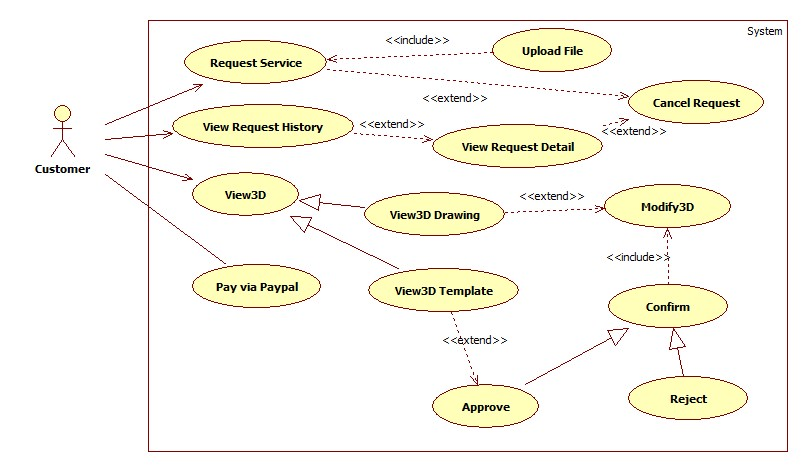 System
<<include>>
Upload File
Request Service
<<extend>>
Cancel Request
View Request History
<<extend>>
<<extend>>
View Request Detail
Customer
View3D
<<extend>>
Modify3D
View3D Drawing
<<include>>
Pay via Paypal
View3D Template
Confirm
<<extend>>
Approve
Reject